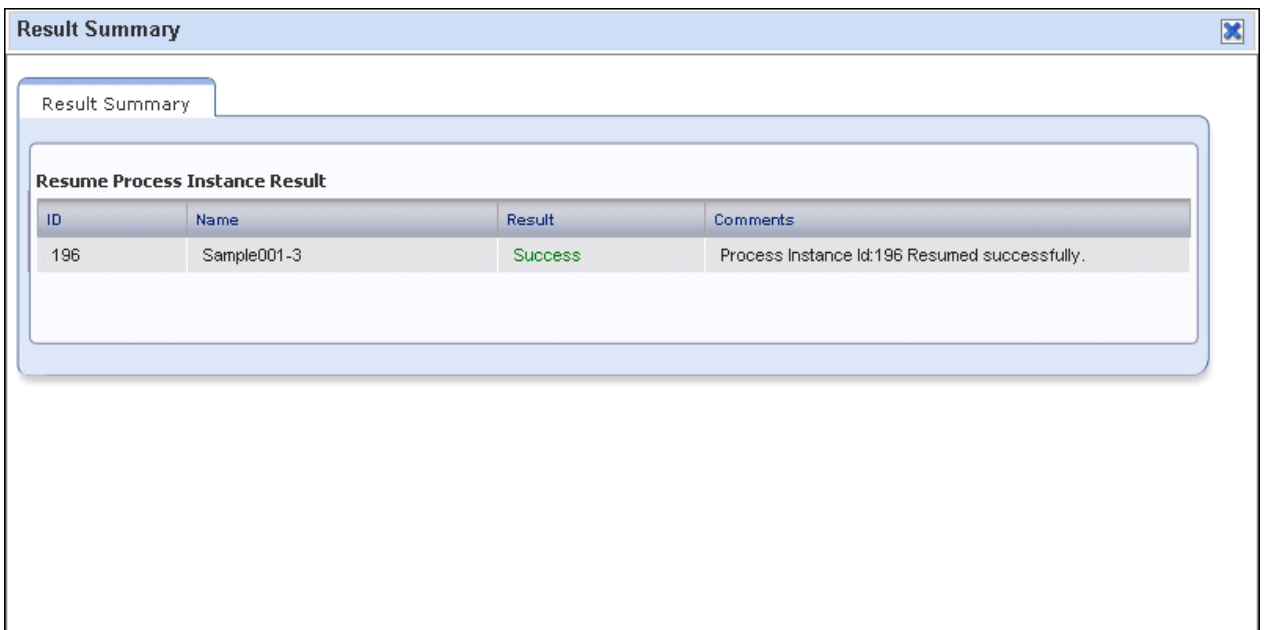 Result Summary
Result Summary
Resume Process Instance Result
ID Name Result Comments
196 Sample001-3 Success Process Instance Id:196 Resumed successfully.